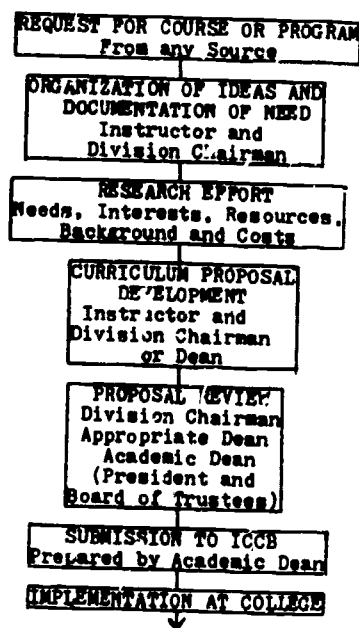 REQUEST FOR COURSE OR PROGRAM
From any Source
ORGANIZATION OF IDEAS AND
DOCUMENTATION OF NEED
Instructor and
Division Chairman
RESEARCH EFFORT
Needs, Interests, Resources,
Background and Costs
CURRICULUM PROPOSAL
DEVELOPMENT
Instructor and
Division Chairman
or Dean
PROPOSAL REVIEW
Division Chairman
Appropriate Dean
Academic Dean
(President and
Board of Trustees)
SUBMISSION TO ICCB
Prepared by Academic Dean
IMPLEMENTATION AT COLLEGE